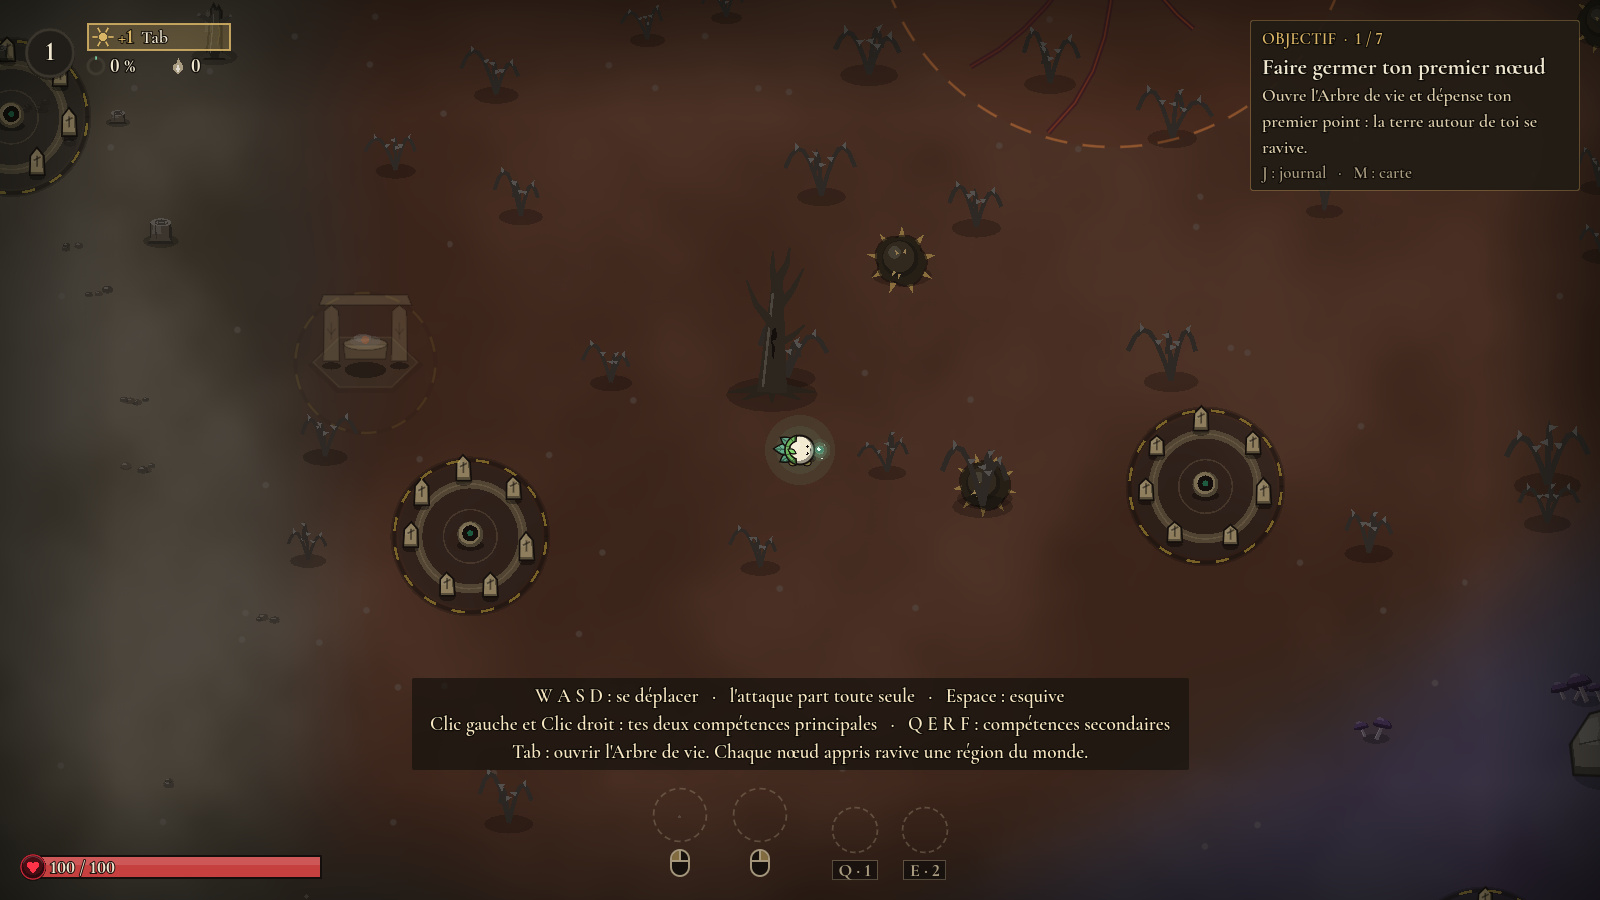 1
+1 Tab
0 %
0
OBJECTIF · 1 / 7
Faire germer ton premier nœud
Ouvre l'Arbre de vie et dépense ton
premier point : la terre autour de toi se
ravive.
J : journal · M : carte
W A S D : se déplacer · l'attaque part toute seule · Espace : esquive
Clic gauche et Clic droit : tes deux compétences principales · Q E R F : compétences secondaires
Tab : ouvrir l'Arbre de vie. Chaque nœud appris ravive une région du monde.
100 / 100
Q · 1
E · 2